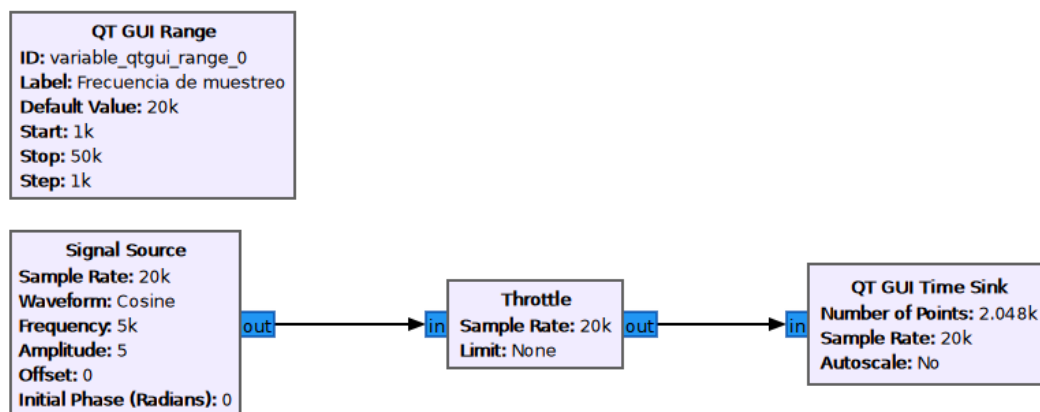 QT GUI Range
ID: variable_qtgui_range_0
Label: Frecuencia de muestreo
Default Value: 20k
Start: 1k
Stop: 50k
Step: 1k
Signal Source
Sample Rate: 20k
Waveform: Cosine
Frequency: 5k
Amplitude: 5
Offset: 0
Initial Phase (Radians): 0
out
in
Throttle
Sample Rate: 20k
Limit: None
out
in
QT GUI Time Sink
Number of Points: 2.048k
Sample Rate: 20k
Autoscale: No